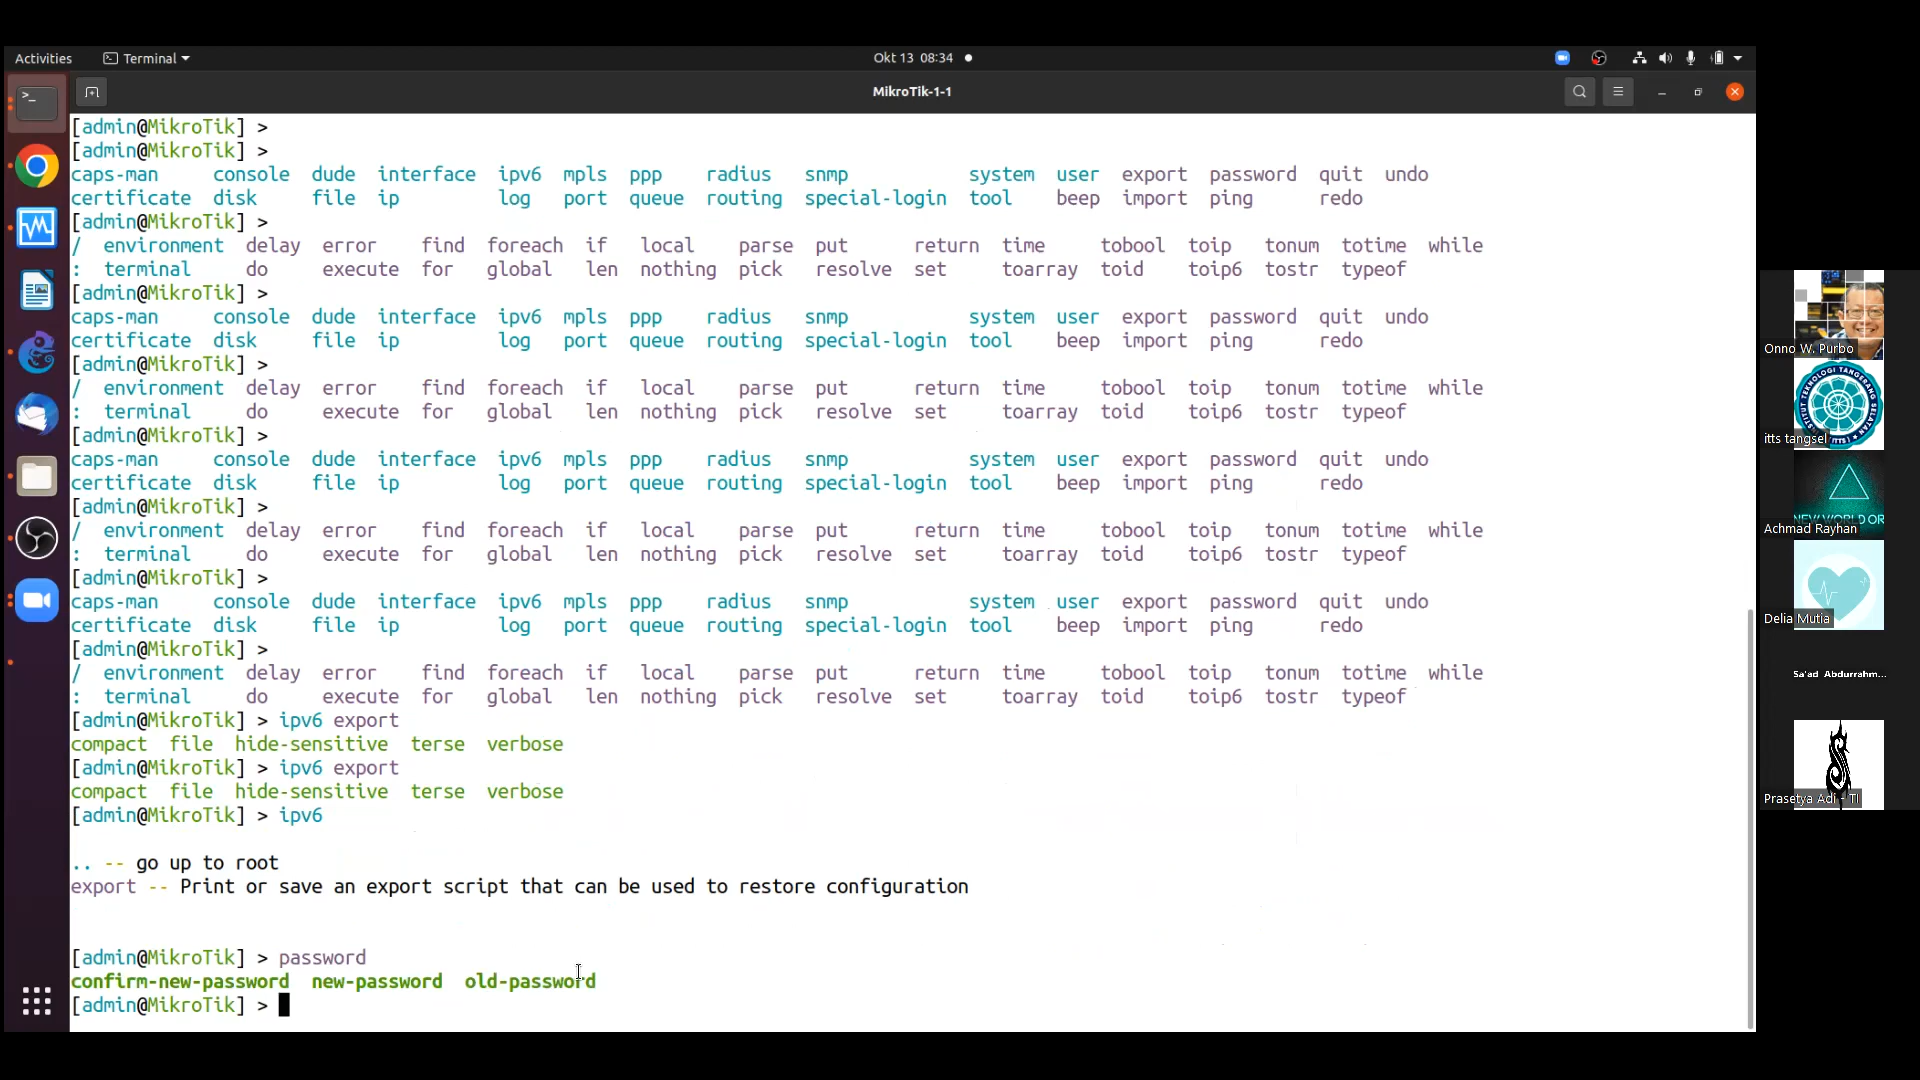 Activities Terminal Okt 13 08:34
MikroTik-1-1
[admin@MikroTik] >
[admin@MikroTik] >
caps-man console dude interface ipv6 mpls ppp radius snmp system user export password quit undo
certificate disk file ip log port queue routing special-login tool beep import ping redo
[admin@MikroTik] >
/ environment delay error find foreach if local parse put return time tobool toip tonum totime while
: terminal do execute for global len nothing pick resolve set toarray toid toip6 tostr typeof
[admin@MikroTik] >
caps-man console dude interface ipv6 mpls ppp radius snmp system user export password quit undo
certificate disk file ip log port queue routing special-login tool beep import ping redo
[admin@MikroTik] >
/ environment delay error find foreach if local parse put return time tobool toip tonum totime while
: terminal do execute for global len nothing pick resolve set toarray toid toip6 tostr typeof
[admin@MikroTik] >
caps-man console dude interface ipv6 mpls ppp radius snmp system user export password quit undo
certificate disk file ip log port queue routing special-login tool beep import ping redo
[admin@MikroTik] >
/ environment delay error find foreach if local parse put return time tobool toip tonum totime while
: terminal do execute for global len nothing pick resolve set toarray toid toip6 tostr typeof
[admin@MikroTik] >
caps-man console dude interface ipv6 mpls ppp radius snmp system user export password quit undo
certificate disk file ip log port queue routing special-login tool beep import ping redo
[admin@MikroTik] >
/ environment delay error find foreach if local parse put return time tobool toip tonum totime while
: terminal do execute for global len nothing pick resolve set toarray toid toip6 tostr typeof
[admin@MikroTik] > ipv6 export
compact file hide-sensitive terse verbose
[admin@MikroTik] > ipv6 export
compact file hide-sensitive terse verbose
[admin@MikroTik] > ipv6
.. -- go up to root
export -- Print or save an export script that can be used to restore configuration
[admin@MikroTik] > password
confirm-new-password new-password old-password
[admin@MikroTik] >
Onno W. Purbo
INSTITUT TEKNOLOGI TANGERANG SELATAN
(ITTS)
itts tangsel
NEW WORLD OR
Achmad Rayhan
Delia Mutia
Sa'ad Abdurrahm...
Prasetya Adi - TI